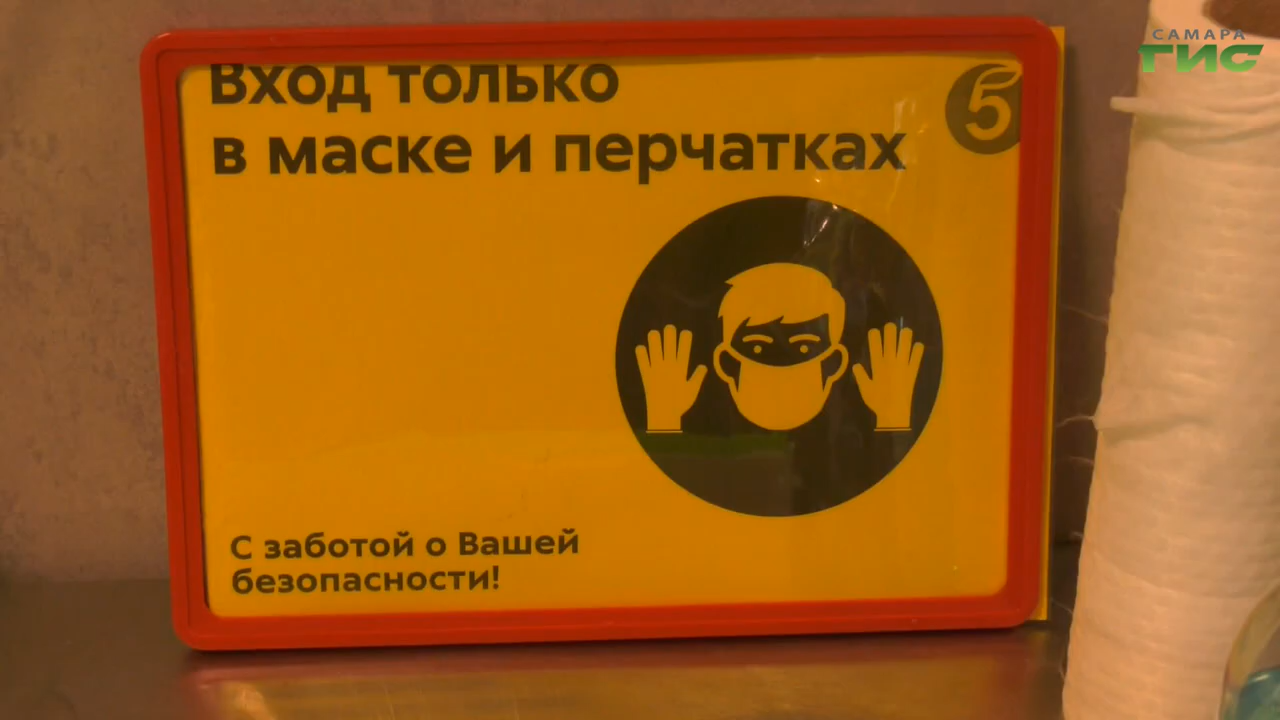 САМАРА
ГИС
Вход только
в маске и перчатках
5
С заботой о Вашей
безопасности!